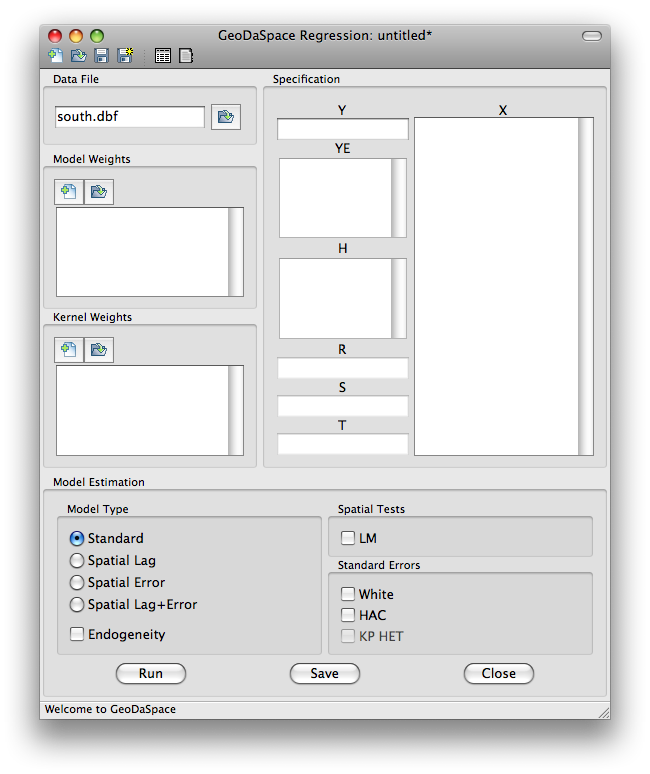 GeoDaSpace Regression: untitled*
Data File
south.dbf
Model Weights
Kernel Weights
Specification
Y
YE
H
R
S
T
X
Model Estimation
Model Type
Standard
Spatial Lag
Spatial Error
Spatial Lag+Error
Endogeneity
Spatial Tests
LM
Standard Errors
White
HAC
KP HET
Run
Save
Close
Welcome to GeoDaSpace